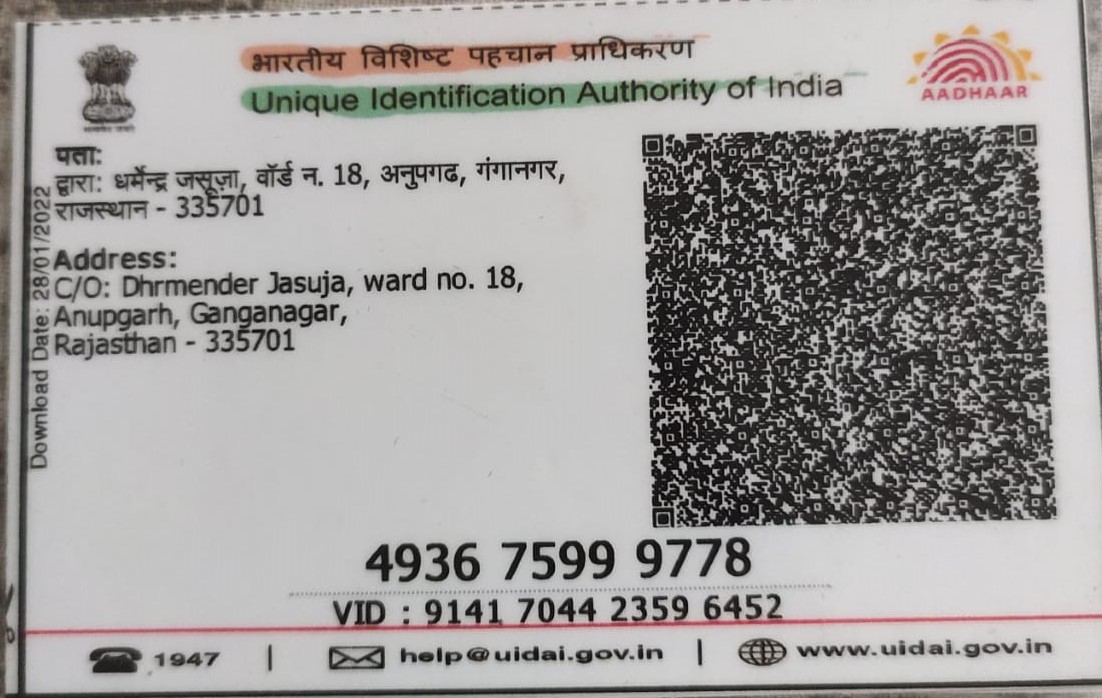 भारतीय विशिष्ट पहचान प्राधिकरण
Unique Identification Authority of India
AADHAAR
पता:
द्वारा: धर्मेन्द्र जसूज़ा, वॉर्ड न. 18, अनुपगढ, गंगानगर,
राजस्थान - 335701
Address:
C/O: Dhrmender Jasuja, ward no. 18,
Anupgarh, Ganganagar,
Rajasthan - 335701
Download Date: 28/01/2022
4936 7599 9778
VID : 9141 7044 2359 6452
1947 | help@uidai.gov.in | www.uidai.gov.in